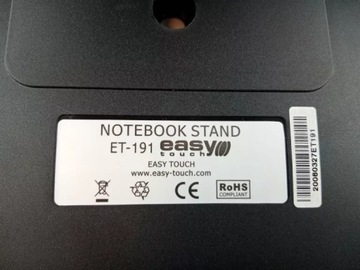 NOTEBOOK STAND
ET-191 easy touch
EASY TOUCH
www.easy-touch.com
CE RoHS
COMPLIANT
20080327ET191